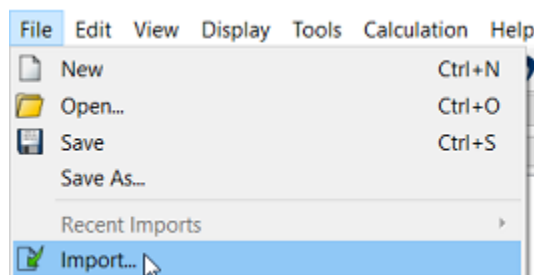 File Edit View Display Tools Calculation Help
New Ctrl+N
Open... Ctrl+O
Save Ctrl+S
Save As...
Recent Imports
Import...